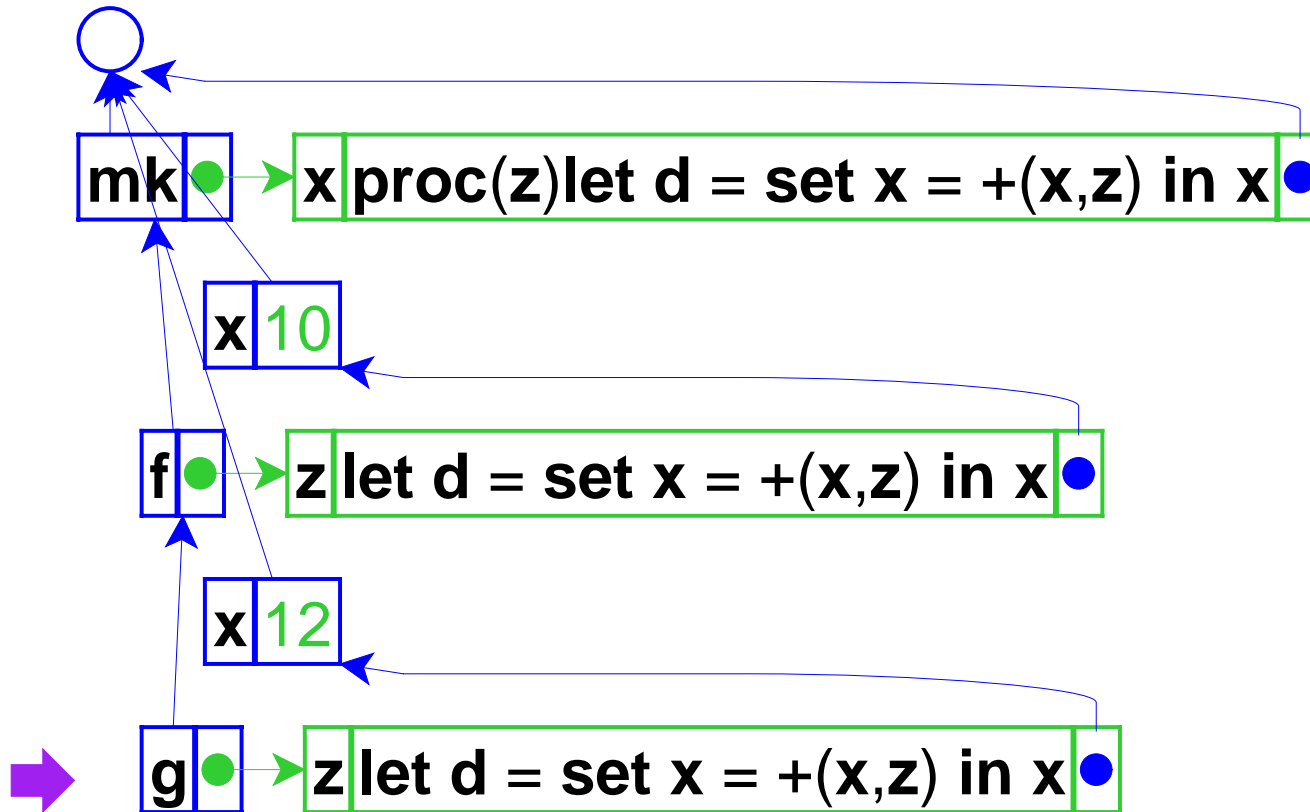 mk x proc(z)let d = set x = +(x,z) in x
x 10
f z let d = set x = +(x,z) in x
x 12
g z let d = set x = +(x,z) in x